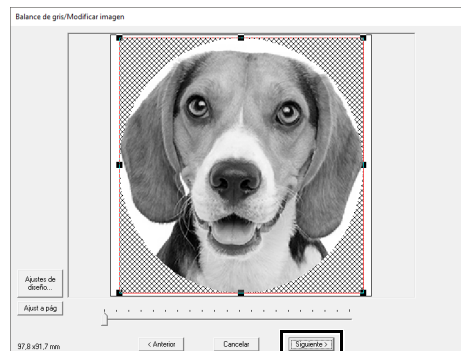 Balance de gris/Modificar imagen
Ajustes de
diseño...
Ajust a pág
97,8 x91,7 mm
< Anterior
Cancelar
Siguiente >